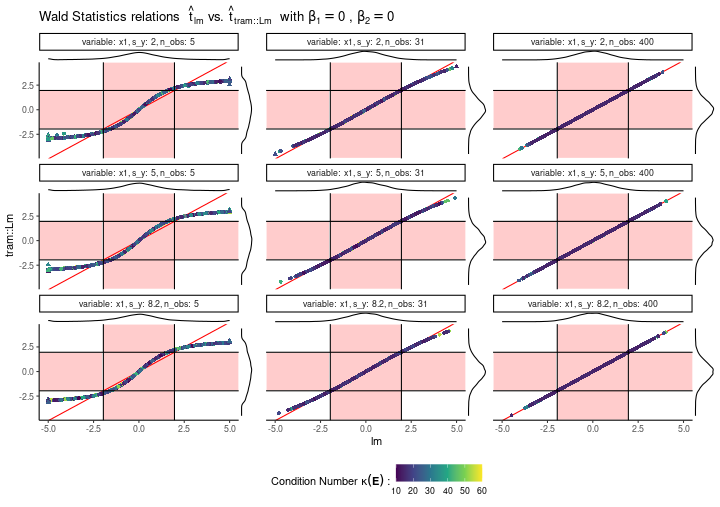 Wald Statistics relations t̂ lm vs. t̂ tram::Lm with β₁ = 0 , β₂ = 0
variable: x1, s_y: 2, n_obs: 5
variable: x1, s_y: 2, n_obs: 31
variable: x1, s_y: 2, n_obs: 400
2.5
0.0
-2.5
variable: x1, s_y: 5, n_obs: 5
variable: x1, s_y: 5, n_obs: 31
variable: x1, s_y: 5, n_obs: 400
2.5
0.0
-2.5
tram::Lm
variable: x1, s_y: 8.2, n_obs: 5
variable: x1, s_y: 8.2, n_obs: 31
variable: x1, s_y: 8.2, n_obs: 400
2.5
0.0
-2.5
-5.0 -2.5 0.0 2.5 5.0 -5.0 -2.5 0.0 2.5 5.0 -5.0 -2.5 0.0 2.5 5.0
lm
Condition Number κ(E) :
10 20 30 40 50 60